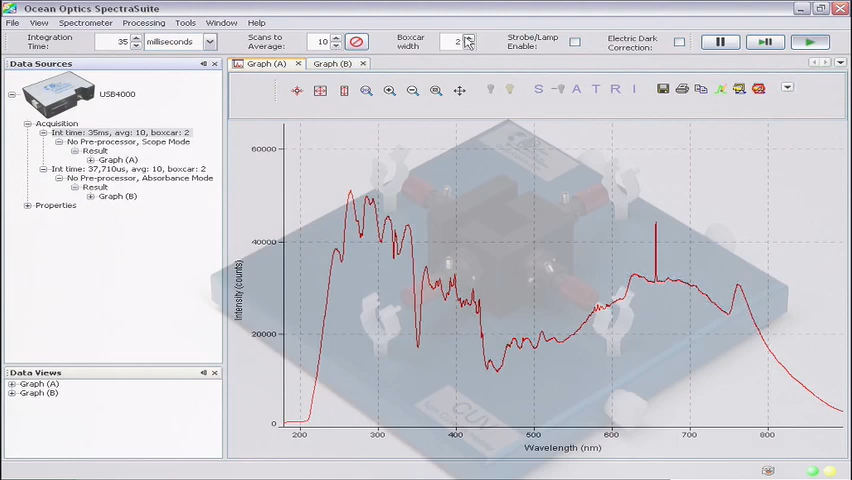 Ocean Optics SpectraSuite
File View Spectrometer Processing Tools Window Help
Integration Time: 35 milliseconds Scans to Average: 10 Boxcar width 2 Strobe/Lamp Enable: Electric Dark Correction:
Data Sources
Graph (A) Graph (B)
USB4000
S A T R I
Acquisition
Int time: 35ms, avg: 10, boxcar: 2
No Pre-processor, Scope Mode
Result
Graph (A)
Int time: 37,710us, avg: 10, boxcar: 2
No Pre-processor, Absorbance Mode
Result
Graph (B)
Properties
60000
40000
20000
0
Intensity (counts)
200 300 400 500 600 700 800
Wavelength (nm)
Data Views
Graph (A)
Graph (B)
CUV